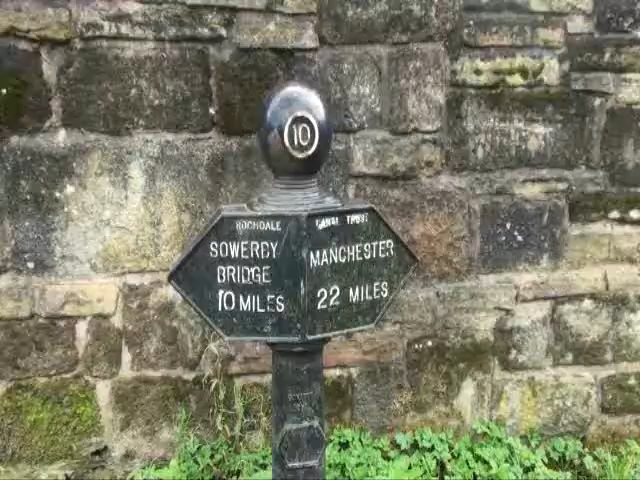 10
ROCHDALE
SOWERBY
BRIDGE
10 MILES
CANAL TRUST
MANCHESTER
22 MILES